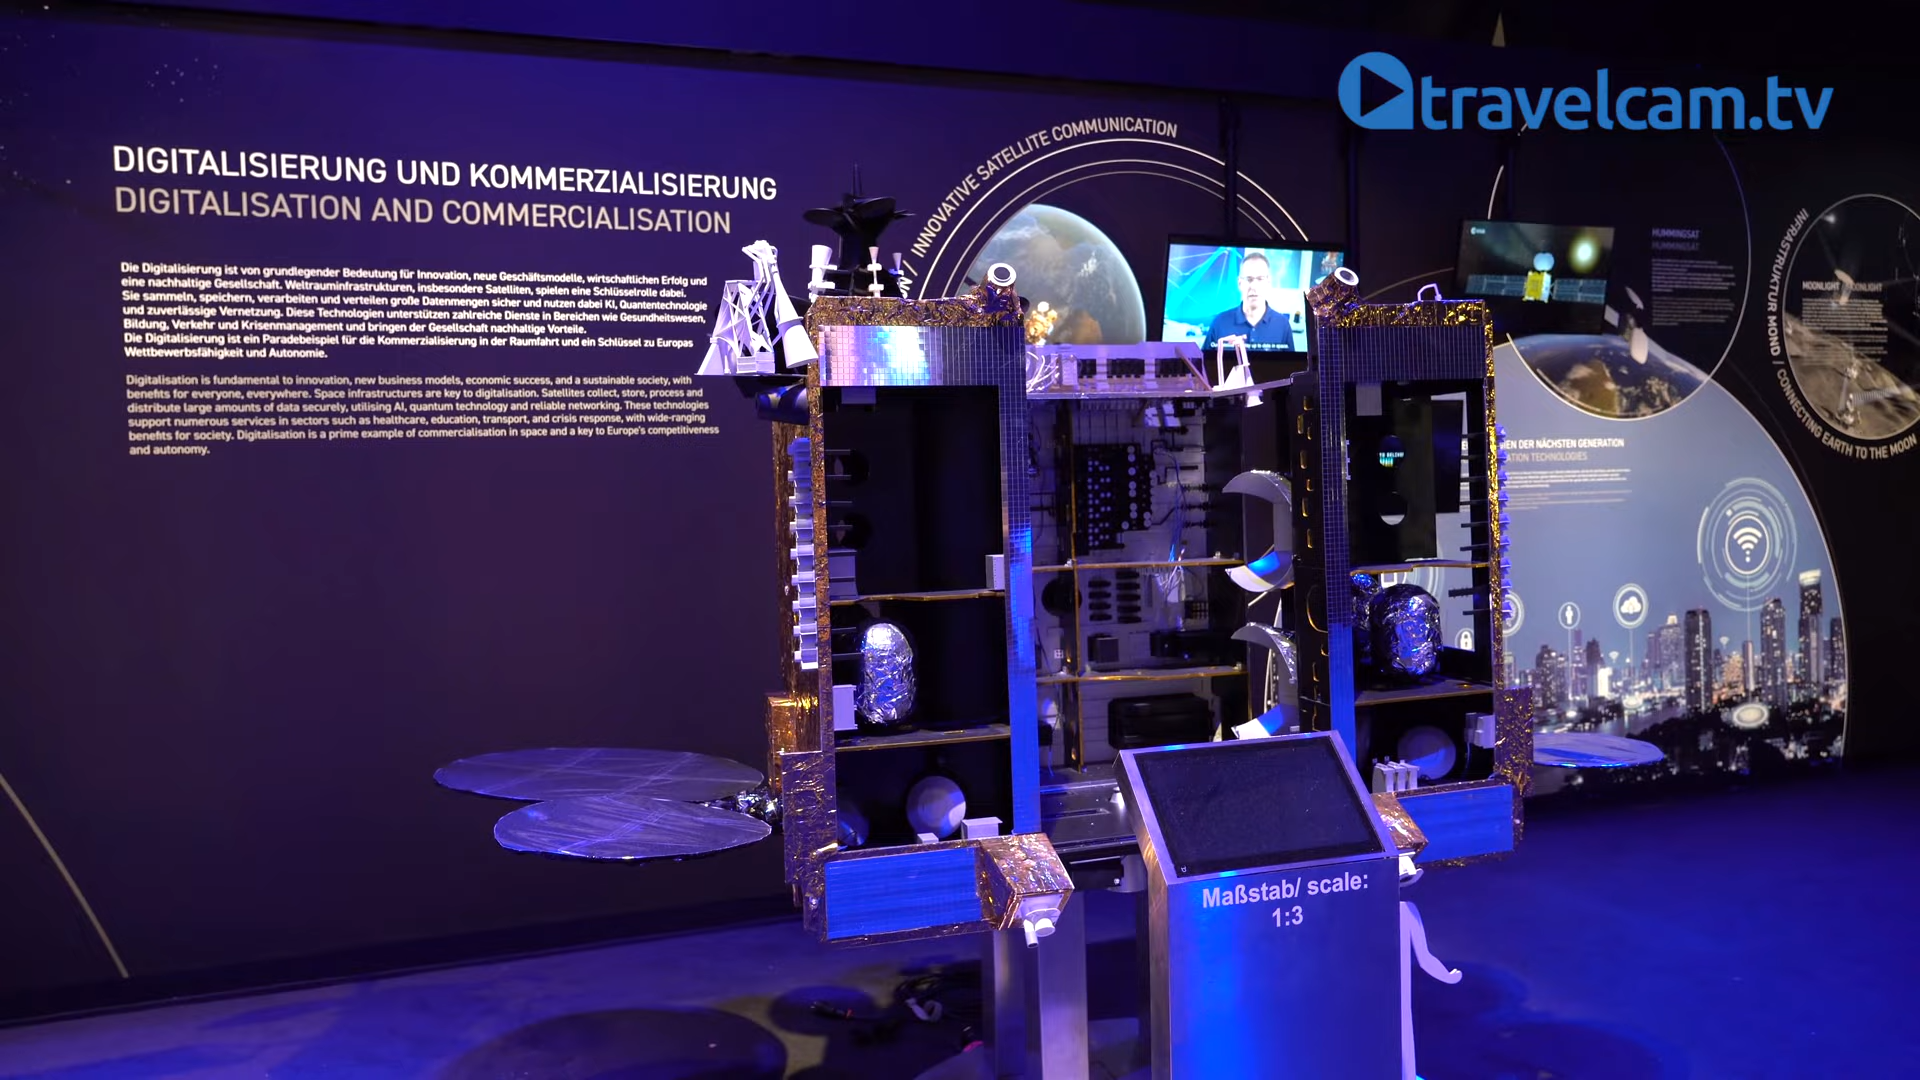 travelcam.tv
DIGITALISIERUNG UND KOMMERZIALISIERUNG
DIGITALISATION AND COMMERCIALISATION
Die Digitalisierung ist von grundlegender Bedeutung für Innovation, neue Geschäftsmodelle, wirtschaftlichen Erfolg und
eine nachhaltige Gesellschaft. Weltrauminfrastrukturen, insbesondere Satelliten, spielen eine Schlüsselrolle dabei.
Sie sammeln, speichern, verarbeiten und verteilen große Datenmengen sicher und nutzen dabei KI, Quantentechnologie
und zuverlässige Vernetzung. Diese Technologien unterstützen zahlreiche Dienste in Bereichen wie Gesundheitswesen,
Bildung, Verkehr und Krisenmanagement und bringen der Gesellschaft nachhaltige Vorteile.
Die Digitalisierung ist ein Paradebeispiel für die Kommerzialisierung in der Raumfahrt und ein Schlüssel zu Europas
Wettbewerbsfähigkeit und Autonomie.
Digitalisation is fundamental to innovation, new business models, economic success, and a sustainable society, with
benefits for everyone, everywhere. Space infrastructures are key to digitalisation. Satellites collect, store, process and
distribute large amounts of data securely, utilising AI, quantum technology and reliable networking. These technologies
support numerous services in sectors such as healthcare, education, transport, and crisis response, with wide-ranging
benefits for society. Digitalisation is a prime example of commercialisation in space and a key to Europe's competitiveness
and autonomy.
/ INNOVATIVE SATELLITE COMMUNICATION
HUMMINGSAT
HUMMINGSAT
INFRASTRUKTUR MOND / CONNECTING EARTH TO THE MOON
MOONLIGHT
DER NÄCHSTEN GENERATION
TECHNOLOGIES
Maßstab/ scale:
1:3